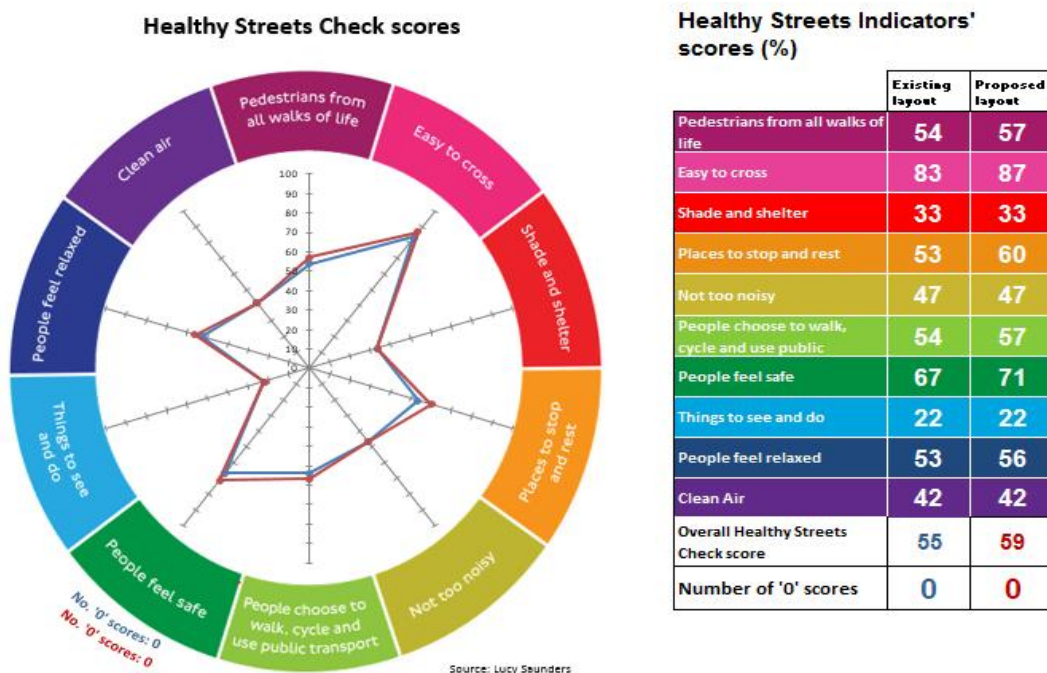 Healthy Streets Check scores
Pedestrians from
all walks of life
Easy to cross
Shade and shelter
Places to stop
and rest
Not too noisy
People choose to
walk, cycle and
use public transport
People feel safe
Things to see
and do
People feel relaxed
Clean air
100
90
80
70
60
50
40
30
20
10
0
No. '0' scores: 0
No. '0' scores: 0
Source: Lucy Saunders
Healthy Streets Indicators'
scores (%)
Existing Proposed
layout layout
Pedestrians from all walks of
life 54 57
Easy to cross 83 87
Shade and shelter 33 33
Places to stop and rest 53 60
Not too noisy 47 47
People choose to walk,
cycle and use public 54 57
People feel safe 67 71
Things to see and do 22 22
People feel relaxed 53 56
Clean Air 42 42
Overall Healthy Streets
Check score 55 59
Number of '0' scores 0 0